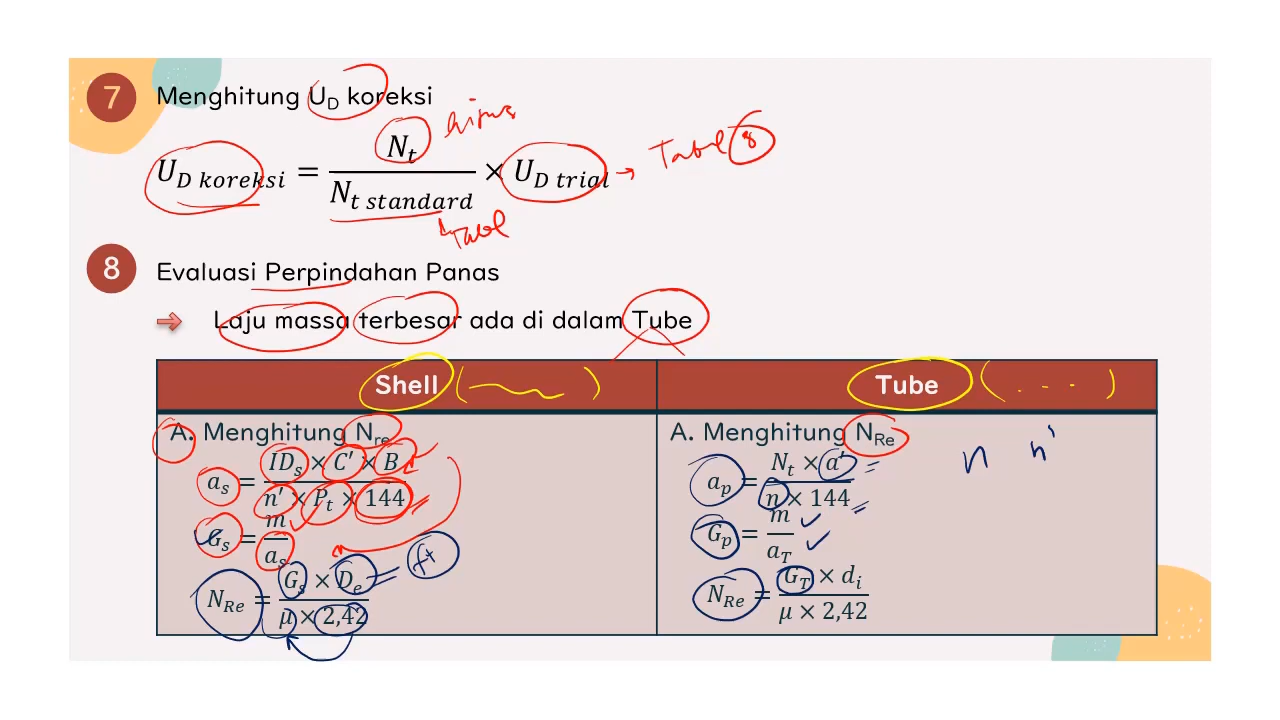 7 Menghitung U_D koreksi
U_D koreksi = N_t / N_t standard × U_D trial → Tabel 8
hitung
Tabel
8 Evaluasi Perpindahan Panas
Laju massa terbesar ada di dalam Tube
Shell
A. Menghitung N_re
a_s = ID_s × C' × B / n' × P_t × 144
G_s = m / a_s
N_Re = G_s × D_e / μ × 2,42
ft
Tube (. . . .)
A. Menghitung N_Re
a_p = N_t × a' / n × 144
n n'
G_p = m / a_T
N_Re = G_T × d_i / μ × 2,42